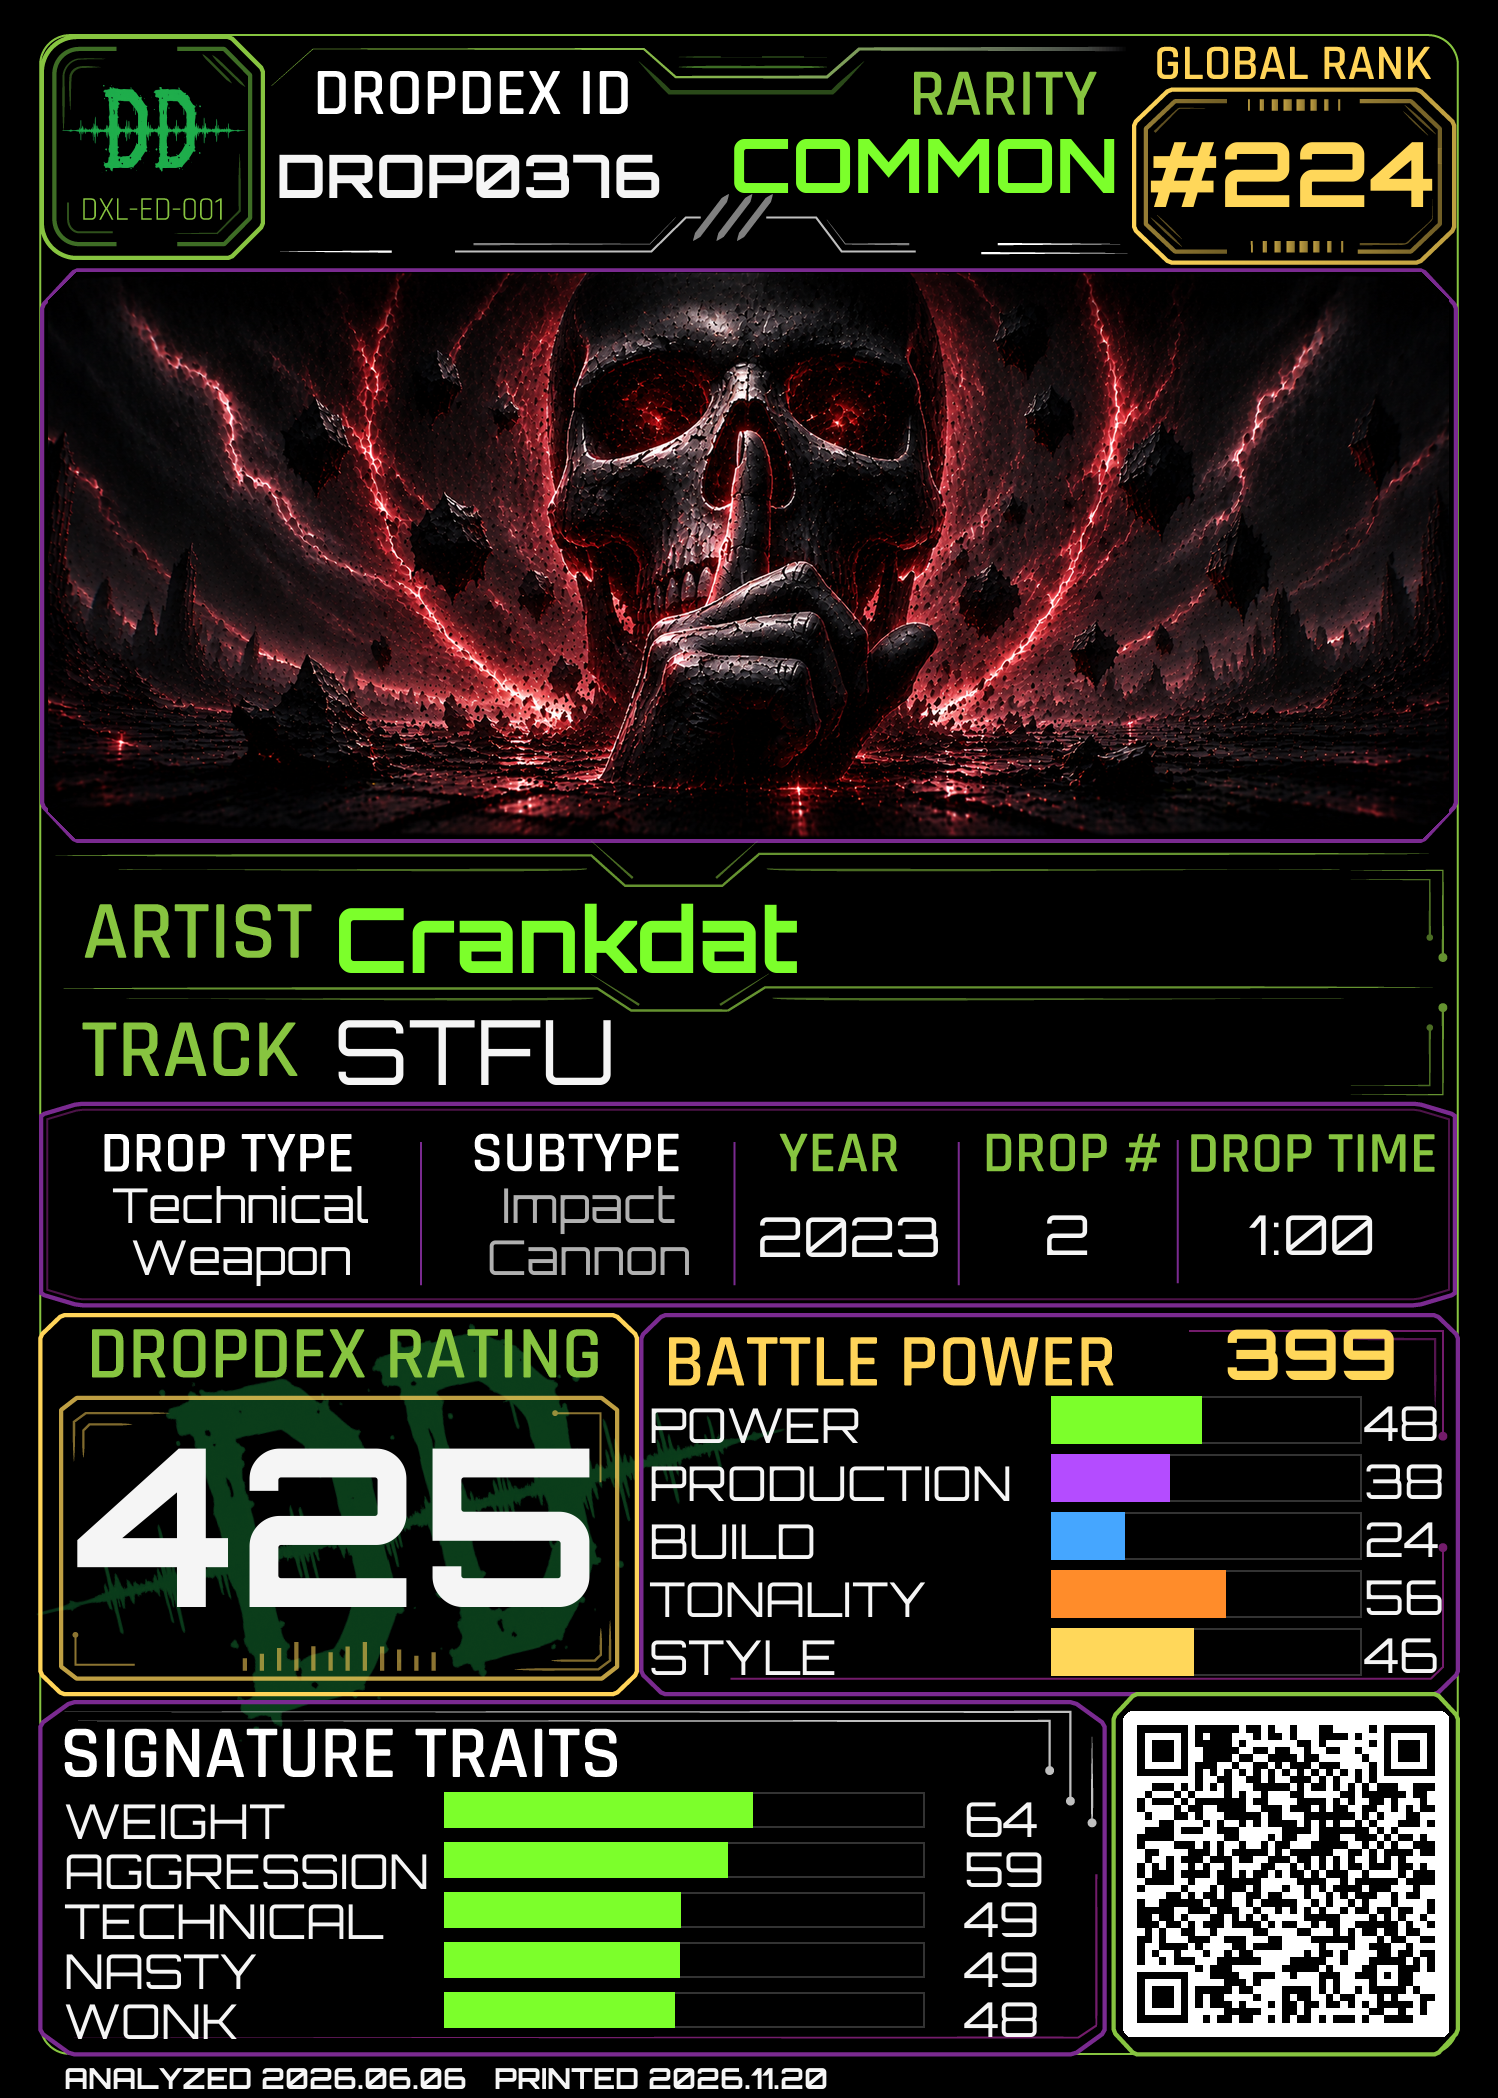 DD
DXL-ED-001
DROPDEX ID
DROP0376
RARITY
COMMON
GLOBAL RANK
#224
ARTIST Crankdat
TRACK STFU
DROP TYPE
Technical
Weapon
SUBTYPE
Impact
Cannon
YEAR
2023
DROP #
2
DROP TIME
1:00
DROPDEX RATING
425
BATTLE POWER 399
POWER 48
PRODUCTION 38
BUILD 24
TONALITY 56
STYLE 46
SIGNATURE TRAITS
WEIGHT 64
AGGRESSION 59
TECHNICAL 49
NASTY 49
WONK 48
ANALYZED 2026.06.06 PRINTED 2026.11.20